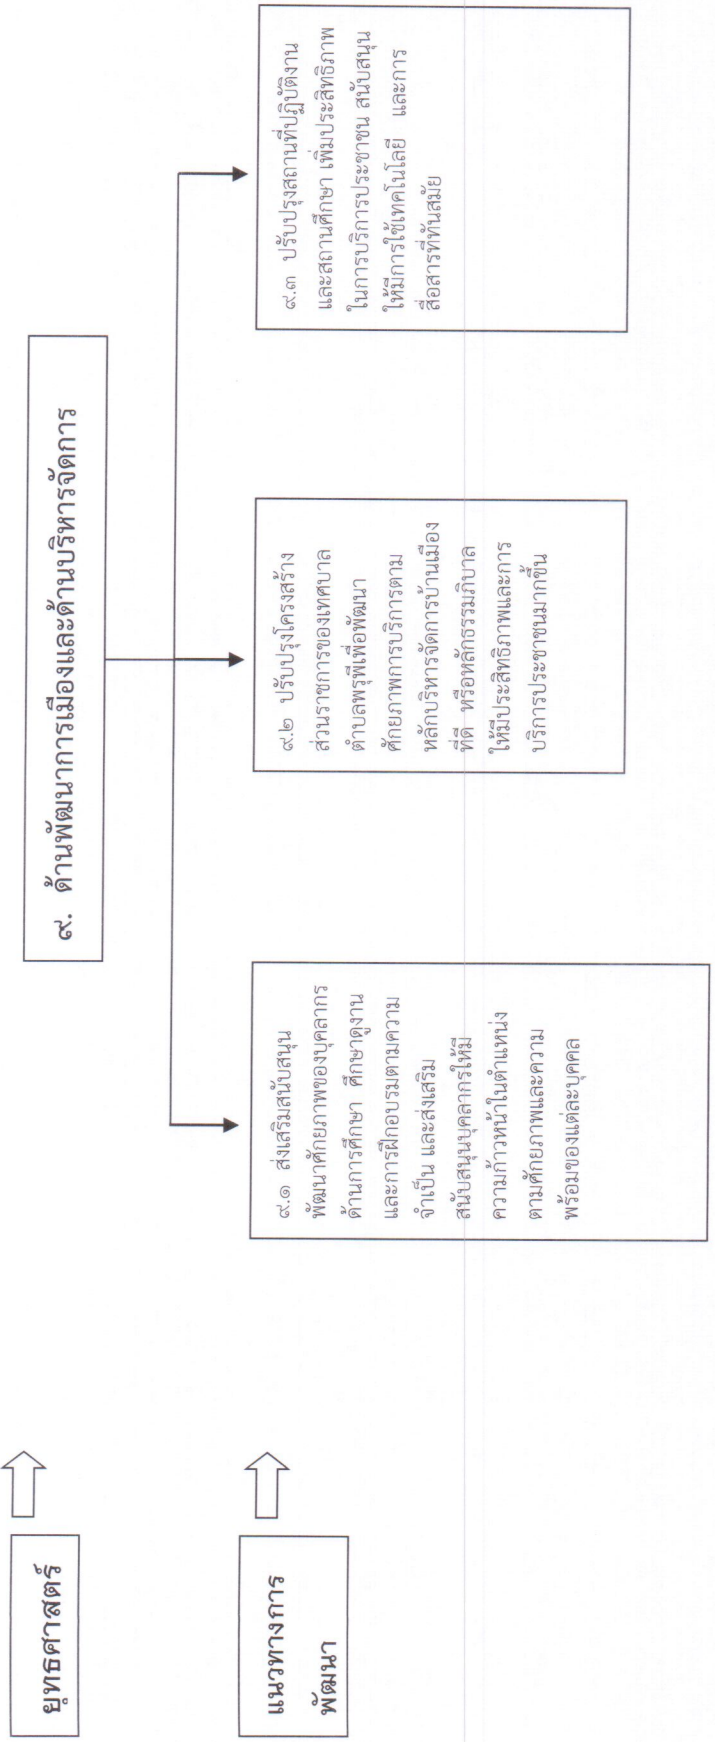 ยุทธศาสตร์
๙. ด้านพัฒนาการเมืองและด้านบริหารจัดการ
แนวทางการ
พัฒนา
๙.๑ ส่งเสริมสนับสนุน
พัฒนาศักยภาพของบุคลากร
ด้านการศึกษา ศึกษาดูงาน
และการฝึกอบรมตามความ
จำเป็น และส่งเสริม
สนับสนุนบุคลากรให้มี
ความก้าวหน้าในตำแหน่ง
ตามศักยภาพและความ
พร้อมของแต่ละบุคคล
๙.๒ ปรับปรุงโครงสร้าง
ส่วนราชการของเทศบาล
ตำบลพรุพีเพื่อพัฒนา
ศักยภาพการบริการตาม
หลักบริหารจัดการบ้านเมือง
ที่ดี หรือหลักธรรมภิบาล
ให้มีประสิทธิภาพและการ
บริการประชาชนมากขึ้น
๙.๓ ปรับปรุงสถานที่ปฏิบัติงาน
และสถานศึกษา เพิ่มประสิทธิภาพ
ในการบริการประชาชน สนับสนุน
ให้มีการใช้เทคโนโลยี และการ
สื่อสารที่ทันสมัย